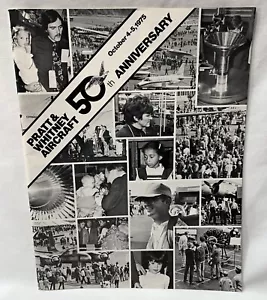 PRATT &
WHITNEY
AIRCRAFT
50th
ANNIVERSARY
October 4-5, 1975